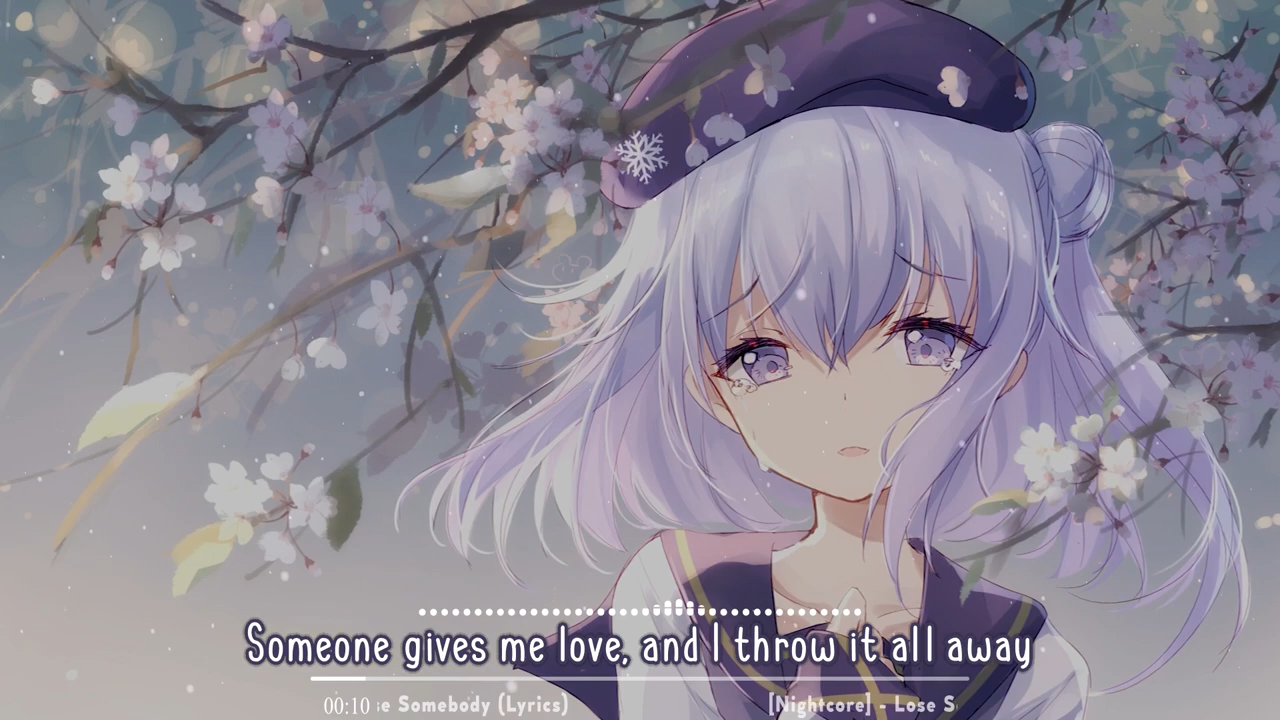 Someone gives me love, and I throw it all away
00:10 e Somebody (Lyrics) [Nightcore] - Lose S